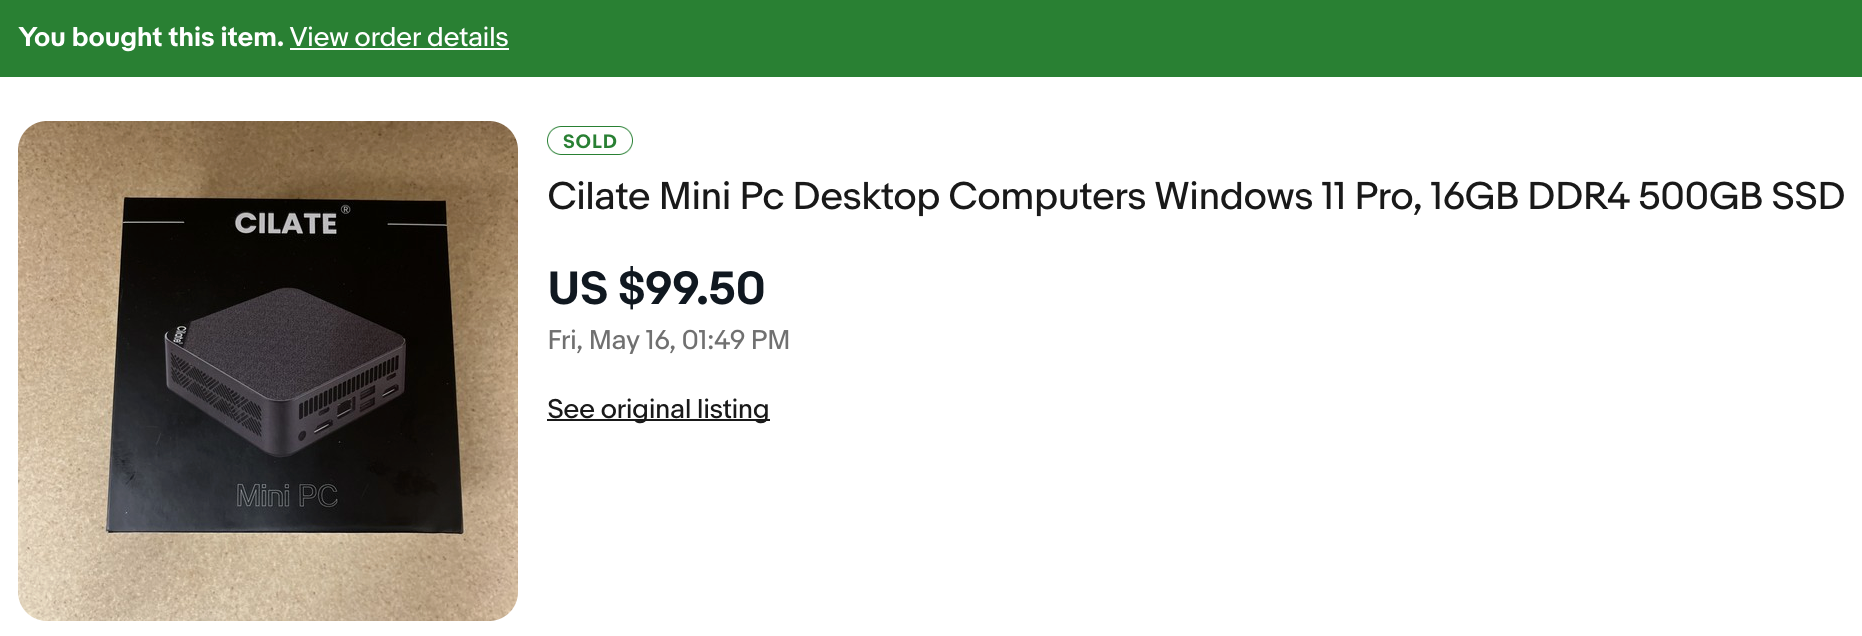 You bought this item. View order details
SOLD
Cilate Mini Pc Desktop Computers Windows 11 Pro, 16GB DDR4 500GB SSD
US $99.50
Fri, May 16, 01:49 PM
See original listing
CILATE®
Cilate
Mini PC